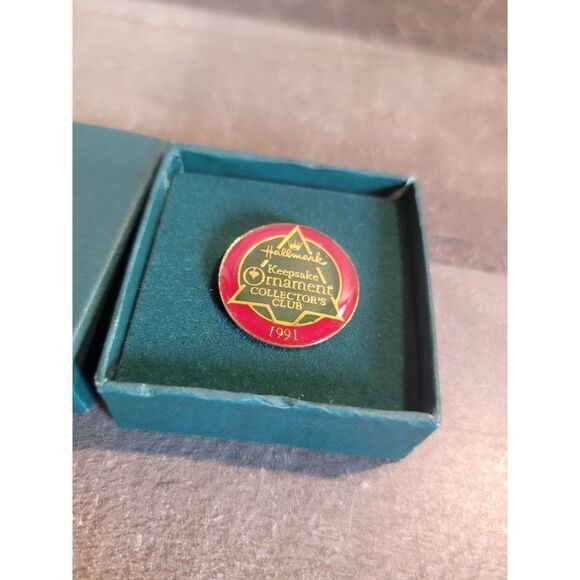 Hallmark
Keepsake
Ornament
COLLECTOR'S
CLUB
1991